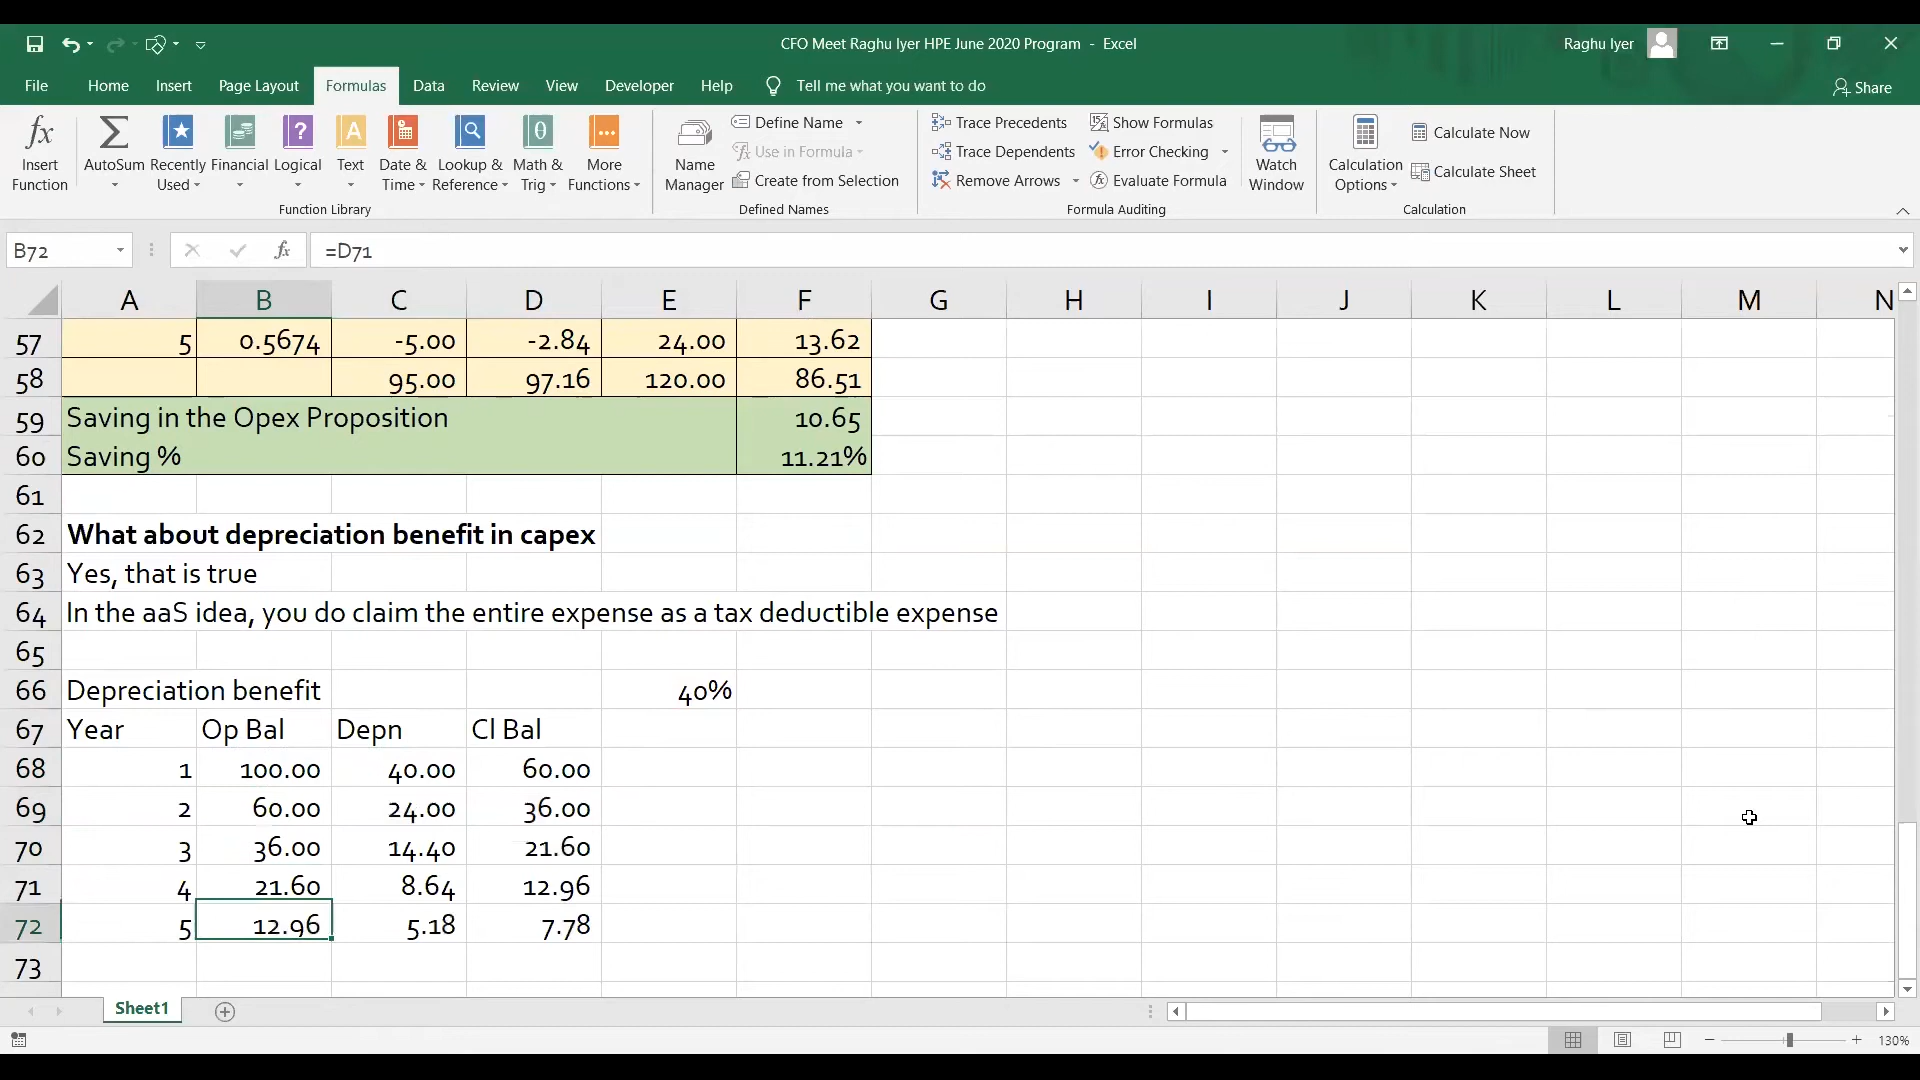 CFO Meet Raghu Iyer HPE June 2020 Program - Excel
Raghu Iyer
File Home Insert Page Layout Formulas Data Review View Developer Help Tell me what you want to do Share
Insert Function
AutoSum
Recently Used
Financial
Logical
Text
Date & Time
Lookup & Reference
Math & Trig
More Functions
Function Library
Name Manager
Define Name
Use in Formula
Create from Selection
Defined Names
Trace Precedents
Trace Dependents
Remove Arrows
Show Formulas
Error Checking
Evaluate Formula
Formula Auditing
Watch Window
Calculation Options
Calculate Now
Calculate Sheet
Calculation
B72 fx =D71
A B C D E F G H I J K L M N
57 5 0.5674 -5.00 -2.84 24.00 13.62
58 95.00 97.16 120.00 86.51
59 Saving in the Opex Proposition 10.65
60 Saving % 11.21%
61
62 What about depreciation benefit in capex
63 Yes, that is true
64 In the aaS idea, you do claim the entire expense as a tax deductible expense
65
66 Depreciation benefit 40%
67 Year Op Bal Depn Cl Bal
68 1 100.00 40.00 60.00
69 2 60.00 24.00 36.00
70 3 36.00 14.40 21.60
71 4 21.60 8.64 12.96
72 5 12.96 5.18 7.78
73
Sheet1
130%